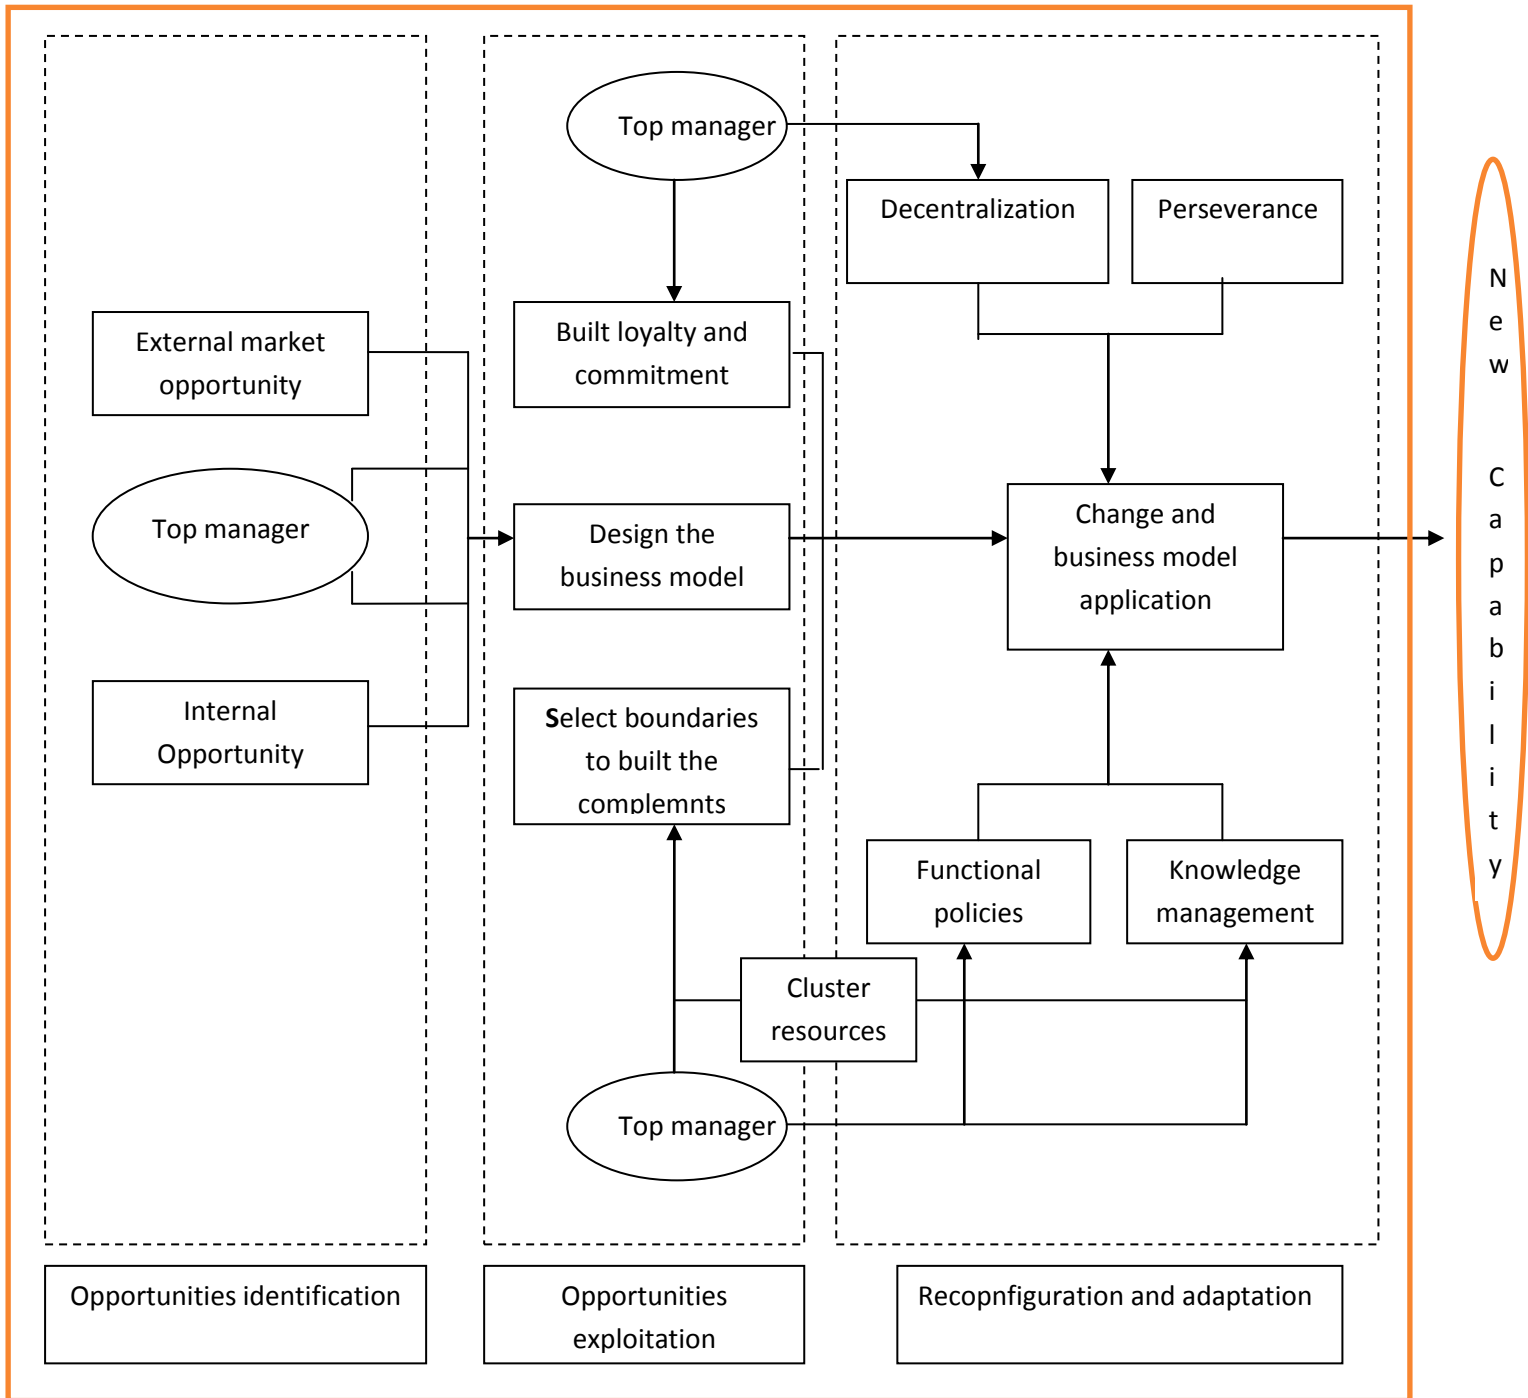 Top manager
Decentralization
Perseverance
External market
opportunity
Built loyalty and
commitment
Top manager
Design the
business model
Change and
business model
application
Internal
Opportunity
Select boundaries
to built the
complemnts
Functional
policies
Knowledge
management
Cluster
resources
Top manager
Opportunities identification
Opportunities
exploitation
Recopnfiguration and adaptation
New Capability